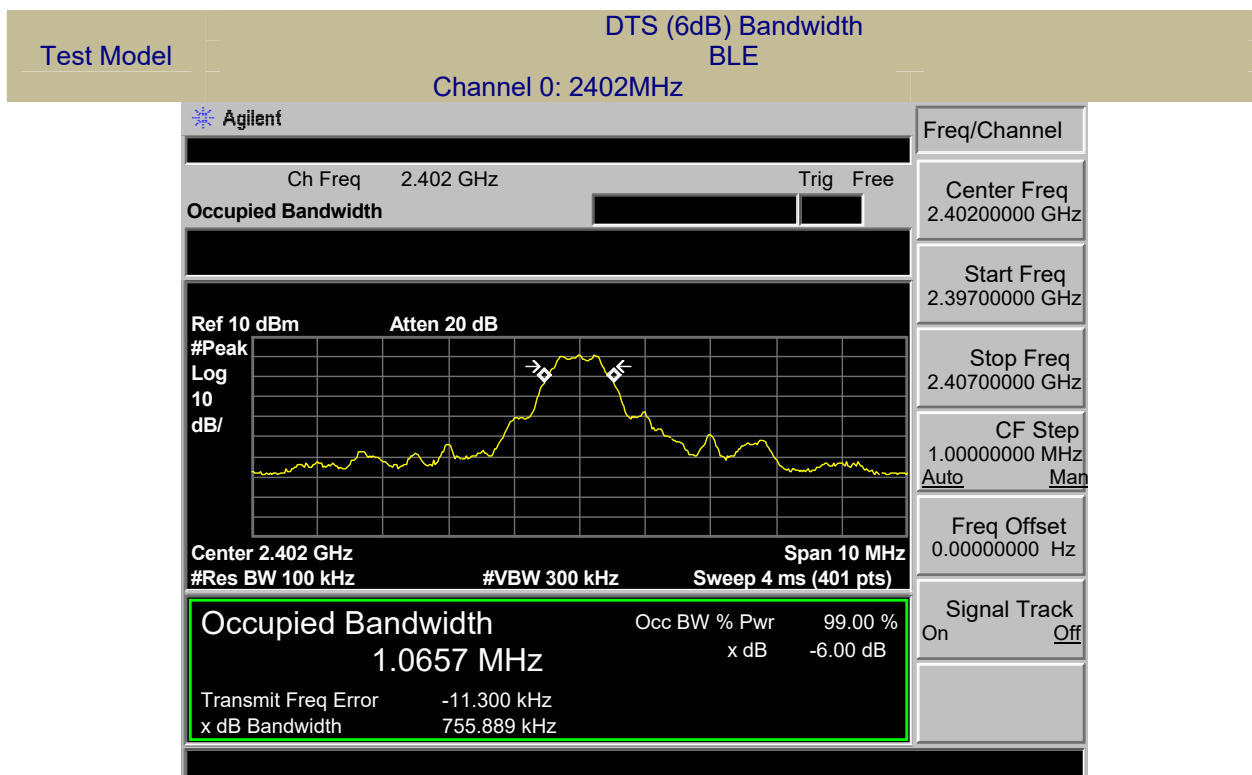 DTS (6dB) Bandwidth
Test Model BLE
Channel 0: 2402MHz
Agilent
Freq/Channel
Ch Freq 2.402 GHz Trig Free
Occupied Bandwidth
Center Freq
2.40200000 GHz
Start Freq
2.39700000 GHz
Ref 10 dBm Atten 20 dB
#Peak
Log
10
dB/
Stop Freq
2.40700000 GHz
CF Step
1.00000000 MHz
Auto Man
Center 2.402 GHz Span 10 MHz
#Res BW 100 kHz #VBW 300 kHz Sweep 4 ms (401 pts)
Freq Offset
0.00000000 Hz
Occupied Bandwidth Occ BW % Pwr 99.00 %
1.0657 MHz x dB -6.00 dB
Transmit Freq Error -11.300 kHz
x dB Bandwidth 755.889 kHz
Signal Track
On Off